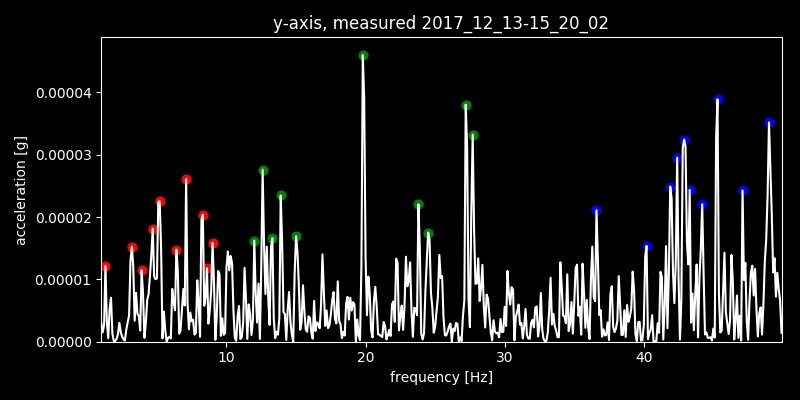 y-axis, measured 2017_12_13-15_20_02
acceleration [g]
0.00004
0.00003
0.00002
0.00001
0.00000
10 20 30 40
frequency [Hz]